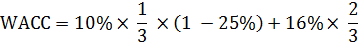 WACC = 10% × 1/3 × (1 − 25%) + 16% × 2/3